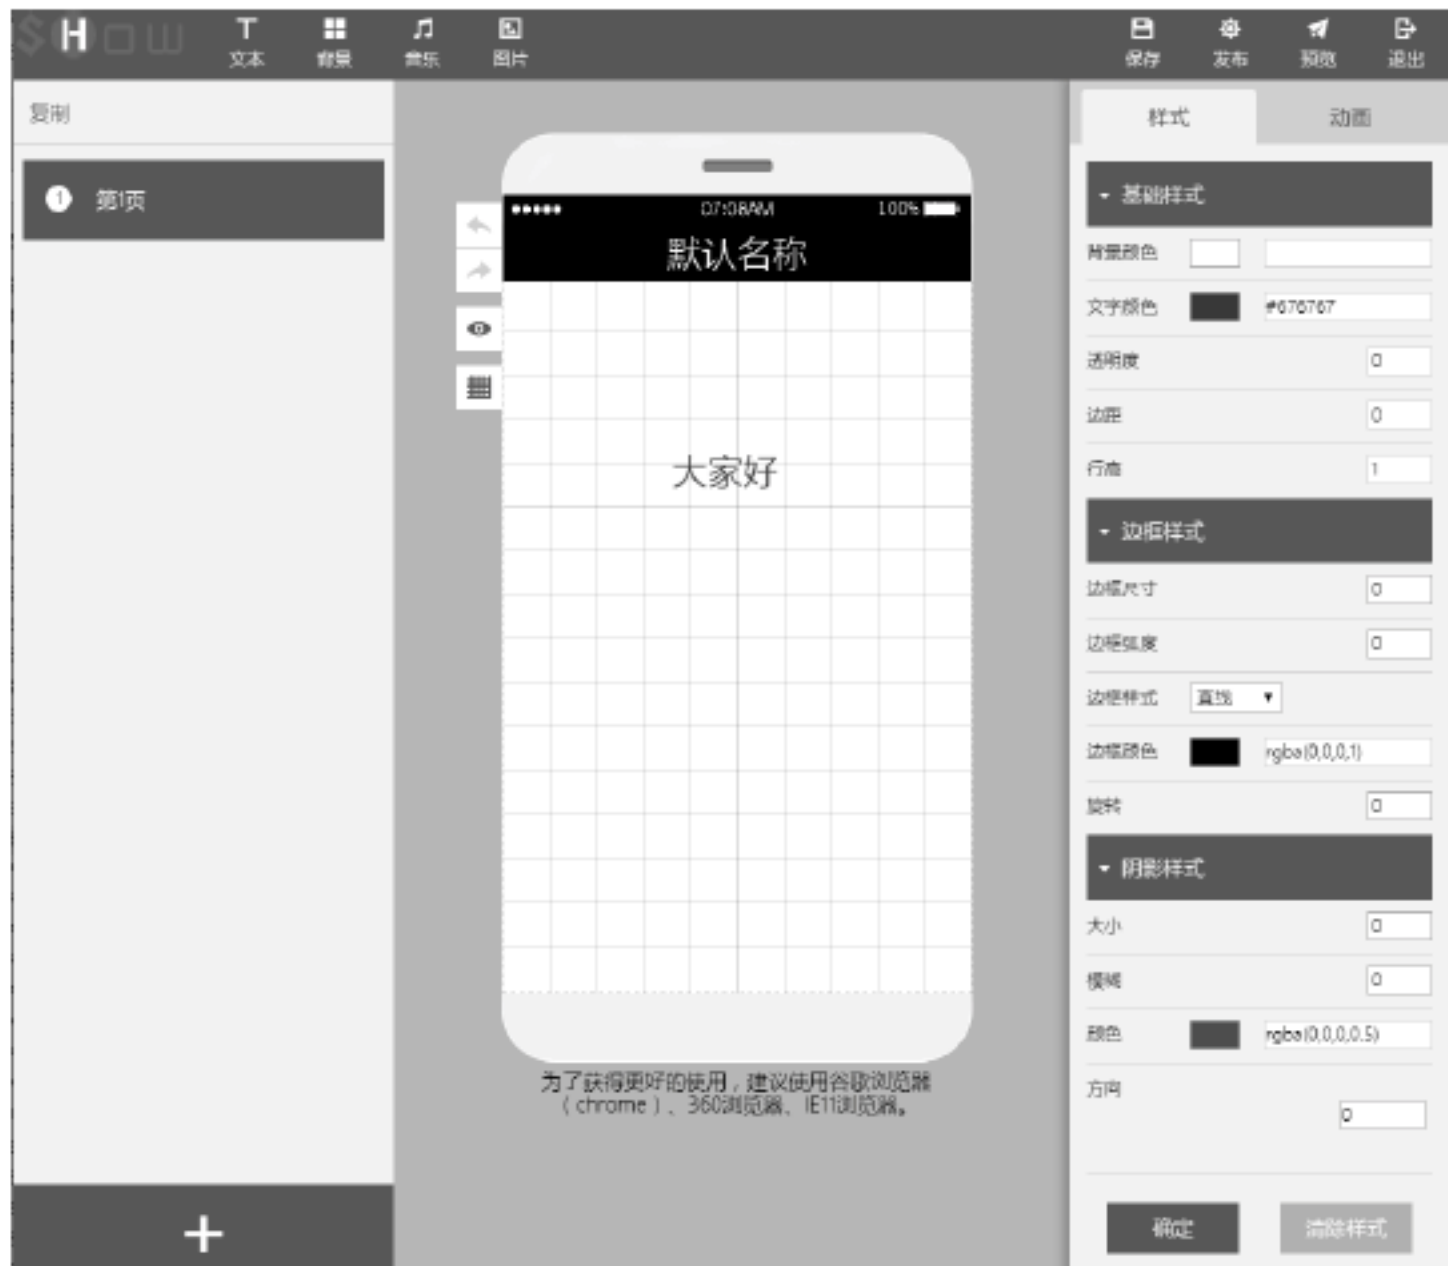 SHOW
文本 背景 音乐 图片 保存 发布 预览 退出
复制
1 第1页
07:08AM 100%
默认名称
大家好
为了获得更好的使用，建议使用谷歌浏览器
（chrome）、360浏览器、IE11浏览器。
样式 动画
基础样式
背景颜色
文字颜色 #676767
透明度 0
边距 0
行高 1
边框样式
边框尺寸 0
边框弧度 0
边框样式 直线
边框颜色 rgba(0,0,0,1)
旋转 0
阴影样式
大小 0
模糊 0
颜色 rgba(0,0,0,0.5)
方向
0
确定 清除样式